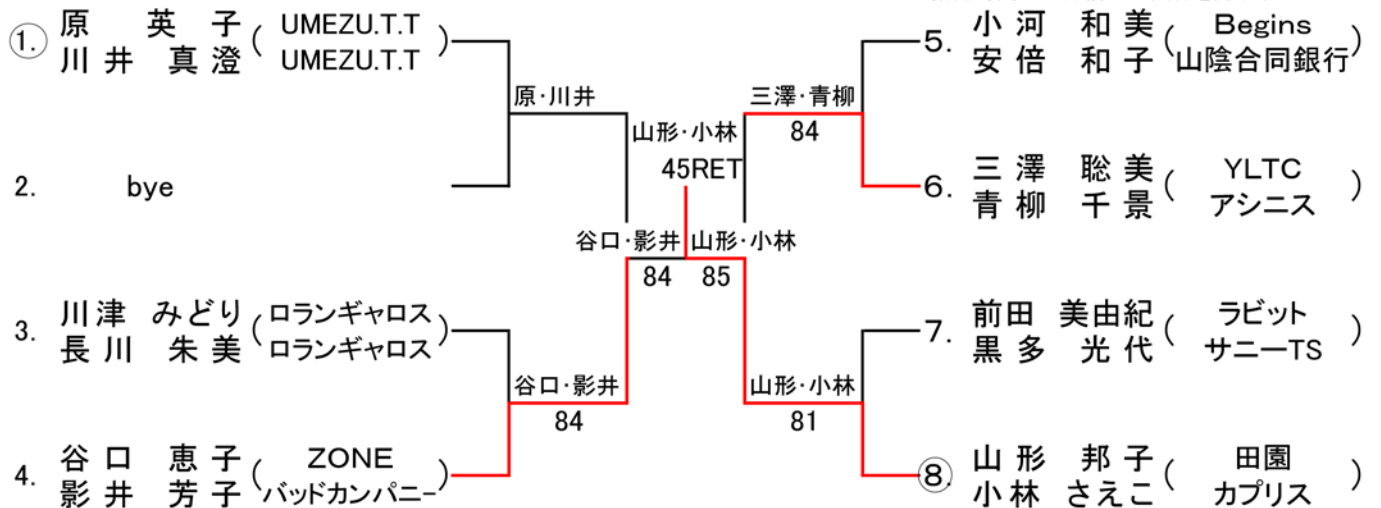 ① 原 英 子 ( UMEZU.T.T )
川 井 真 澄 UMEZU.T.T
原・川井
2. bye
3. 川津 みどり ( ロランギャロス )
長 川 朱 美 ロランギャロス
谷口・影井
84
4. 谷 口 恵 子 ( ZONE )
影 井 芳 子 バッドカンパニー
山形・小林
45RET
谷口・影井
84
山形・小林
85
三澤・青柳
84
5. 小 河 和 美 ( Begins )
安 倍 和 子 山陰合同銀行
6. 三 澤 聡 美 ( YLTC )
青 柳 千 景 アシニス
7. 前田 美由紀 ( ラビット )
黒 多 光 代 サニーTS
山形・小林
81
⑧. 山 形 邦 子 ( 田園 )
小林 さえこ カプリス